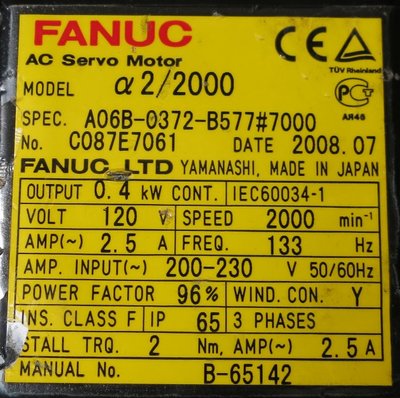 FANUC
AC Servo Motor
TÜV Rheinland
MODEL α2/2000
АЯ46
SPEC. A06B-0372-B577#7000
No. C087E7061 DATE 2008.07
FANUC LTD YAMANASHI, MADE IN JAPAN
OUTPUT 0.4 kW CONT. IEC60034-1
VOLT 120 V SPEED 2000 min⁻¹
AMP(~) 2.5 A FREQ. 133 Hz
AMP. INPUT(~) 200-230 V 50/60Hz
POWER FACTOR 96% WIND. CON. Y
INS. CLASS F IP 65 3 PHASES
STALL TRQ. 2 Nm, AMP(~) 2.5 A
MANUAL No. B-65142